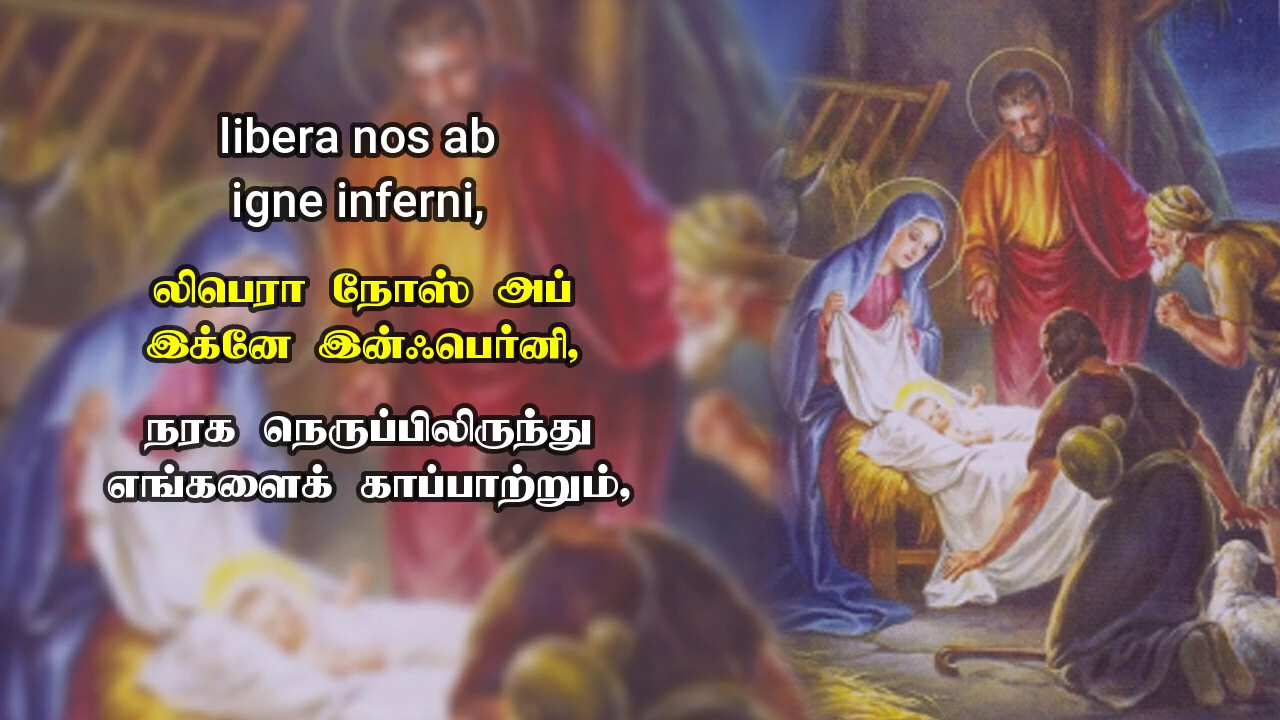 libera nos ab
igne inferni,
லிபெரா நோஸ் அப்
இக்னே இன்ஃபெர்னி,
நரக நெருப்பிலிருந்து
எங்களைக் காப்பாற்றும்,